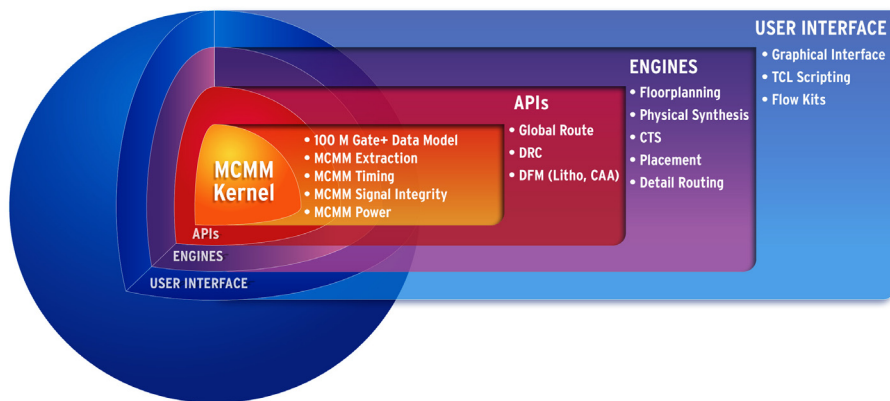 USER INTERFACE
• Graphical Interface
• TCL Scripting
• Flow Kits
ENGINES
• Floorplanning
• Physical Synthesis
• CTS
• Placement
• Detail Routing
APIs
• Global Route
• DRC
• DFM (Litho, CAA)
• 100 M Gate+ Data Model
• MCMM Extraction
• MCMM Timing
• MCMM Signal Integrity
• MCMM Power
MCMM
Kernel
APIs
ENGINES
USER INTERFACE